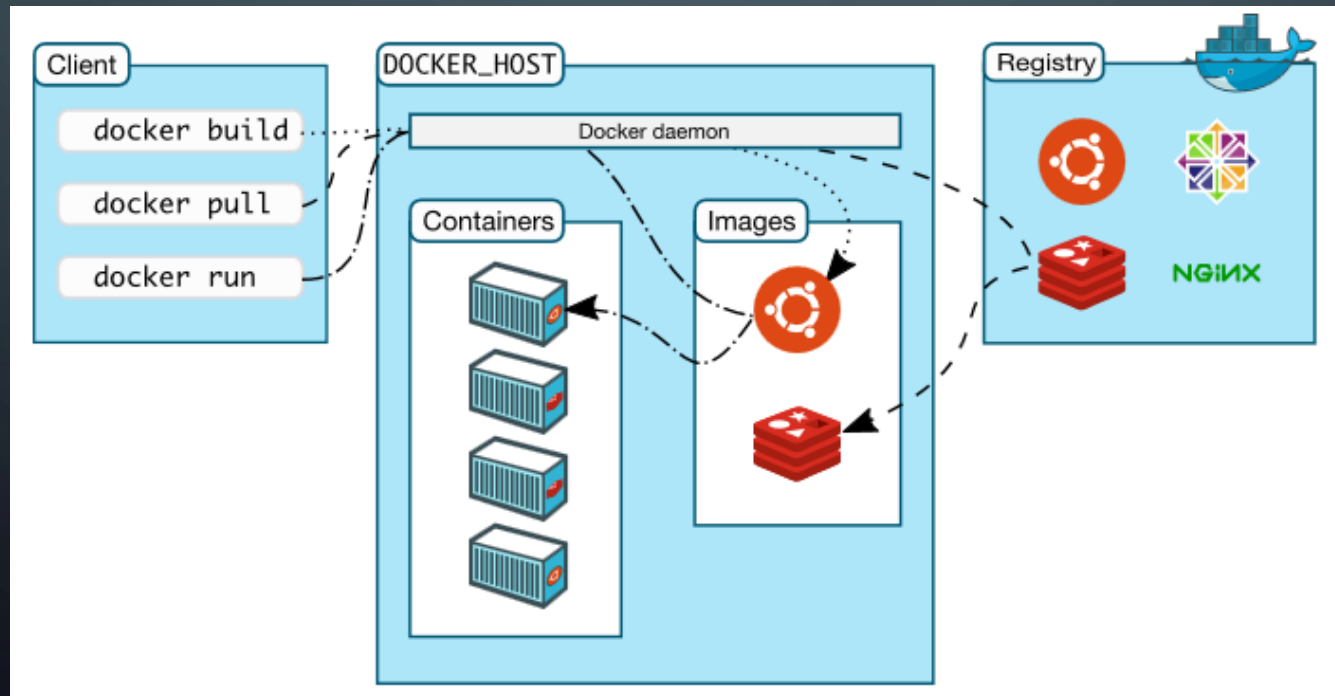 Client
docker build
docker pull
docker run
DOCKER_HOST
Docker daemon
Containers
Images
Registry
NGiNX